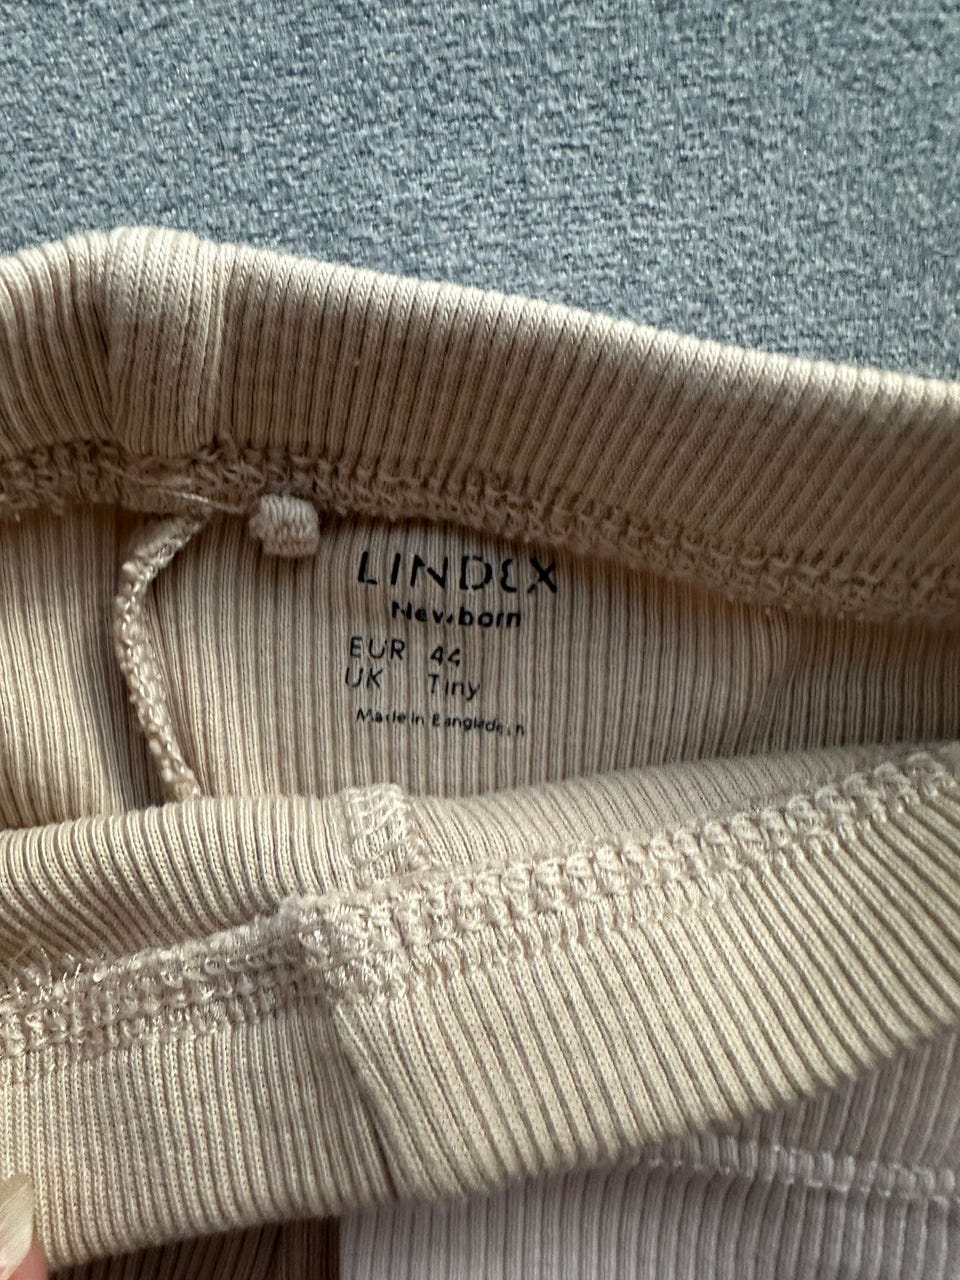 LINDEX
Newborn
EUR 44
UK Tiny
Made in Bangladesh